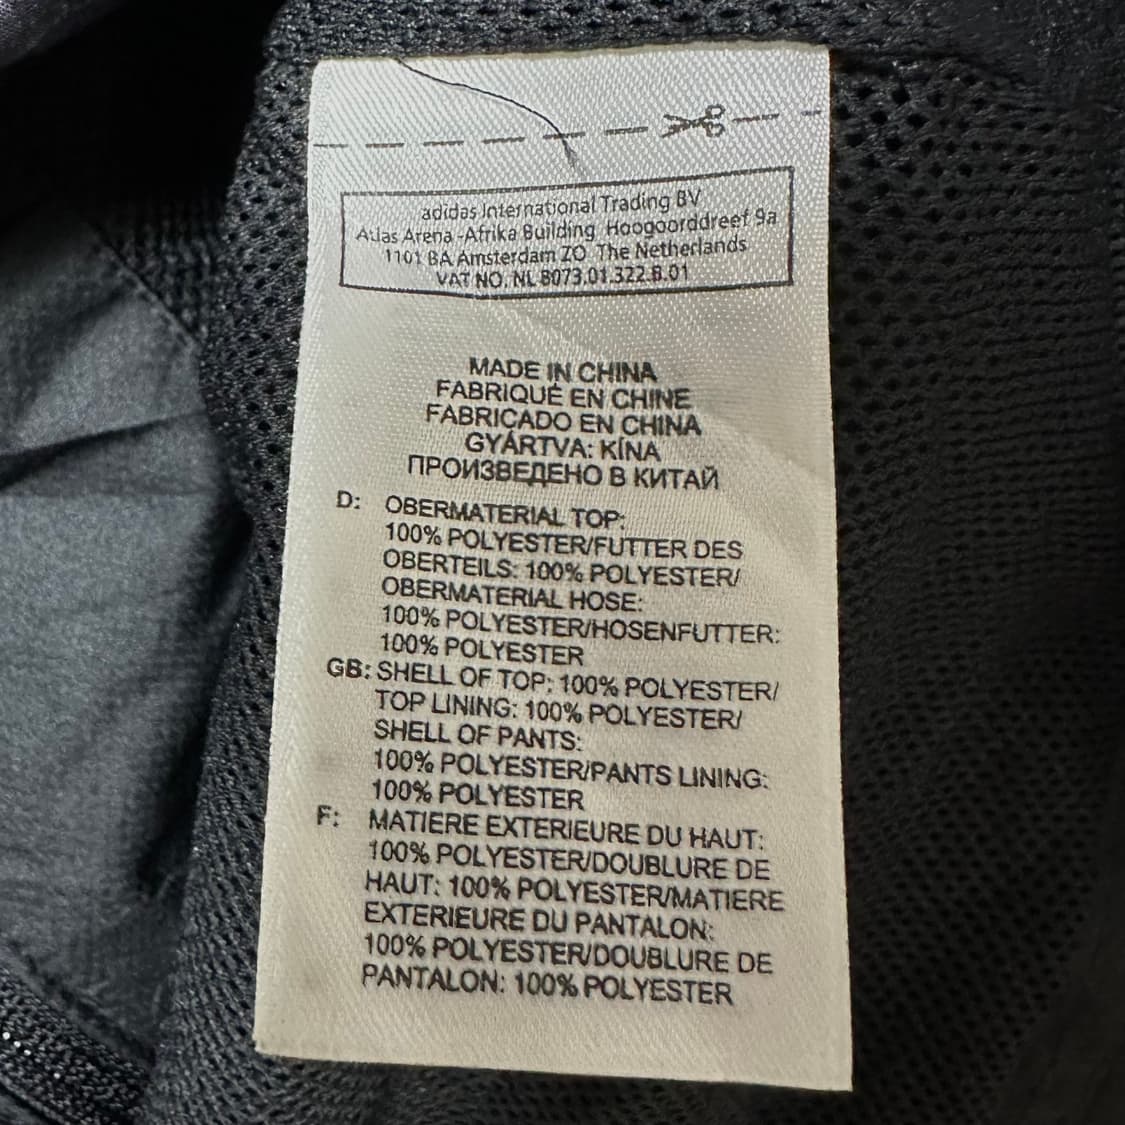 adidas International Trading BV
Atlas Arena -Afrika Building Hoogoorddreef 9a
1101 BA Amsterdam ZO The Netherlands
VAT NO. NL 8073.01.322.B.01
MADE IN CHINA
FABRIQUÉ EN CHINE
FABRICADO EN CHINA
GYÁRTVA: KÍNA
ПРОИЗВЕДЕНО В КИТАЙ
D: OBERMATERIAL TOP:
100% POLYESTER/FUTTER DES
OBERTEILS: 100% POLYESTER/
OBERMATERIAL HOSE:
100% POLYESTER/HOSENFUTTER:
100% POLYESTER
GB: SHELL OF TOP: 100% POLYESTER/
TOP LINING: 100% POLYESTER/
SHELL OF PANTS:
100% POLYESTER/PANTS LINING:
100% POLYESTER
F: MATIERE EXTERIEURE DU HAUT:
100% POLYESTER/DOUBLURE DE
HAUT: 100% POLYESTER/MATIERE
EXTERIEURE DU PANTALON:
100% POLYESTER/DOUBLURE DE
PANTALON: 100% POLYESTER